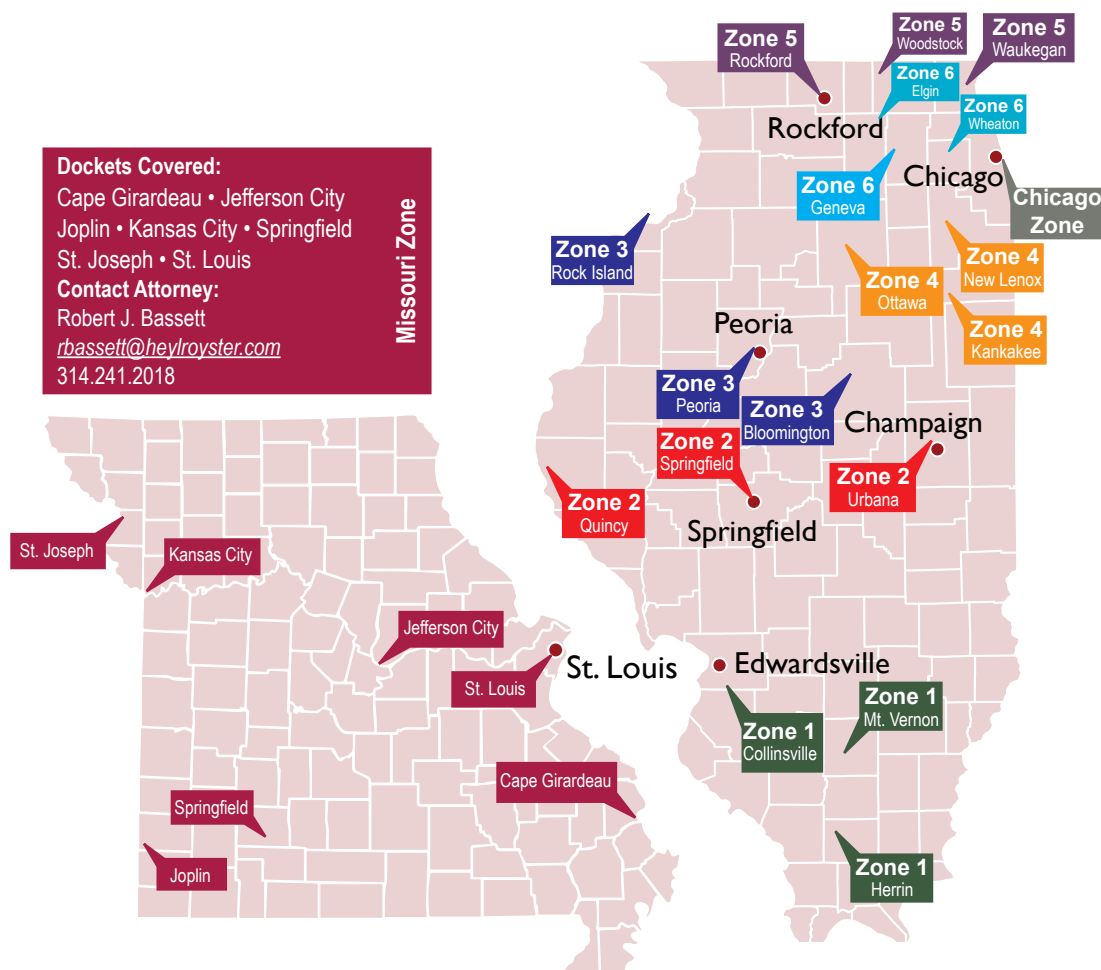 Zone 5
Woodstock
Zone 5
Waukegan
Zone 5
Rockford
Zone 6
Elgin
Zone 6
Wheaton
Rockford
Chicago
Zone 6
Geneva
Chicago
Zone
Dockets Covered:
Cape Girardeau • Jefferson City
Joplin • Kansas City • Springfield
St. Joseph • St. Louis
Contact Attorney:
Robert J. Bassett
rbassett@heylroyster.com
314.241.2018
Missouri Zone
Zone 3
Rock Island
Zone 4
New Lenox
Zone 4
Ottawa
Zone 4
Kankakee
Peoria
Zone 3
Peoria
Zone 3
Bloomington
Champaign
Zone 2
Springfield
Zone 2
Urbana
Zone 2
Quincy
Springfield
St. Joseph
Kansas City
Jefferson City
St. Louis
St. Louis
Edwardsville
Zone 1
Mt. Vernon
Zone 1
Collinsville
Cape Girardeau
Springfield
Joplin
Zone 1
Herrin